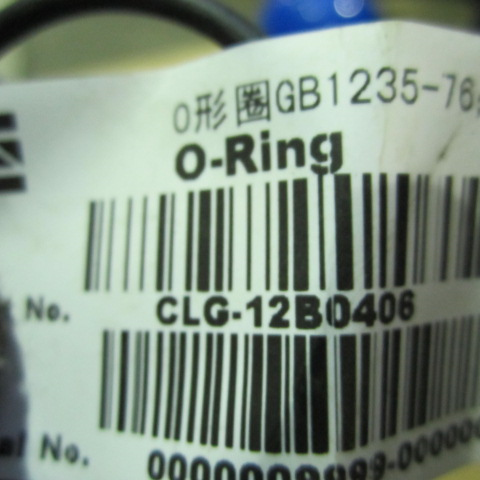 O形圈GB1235-76
O-Ring
No.
CLG-12B0406
No.